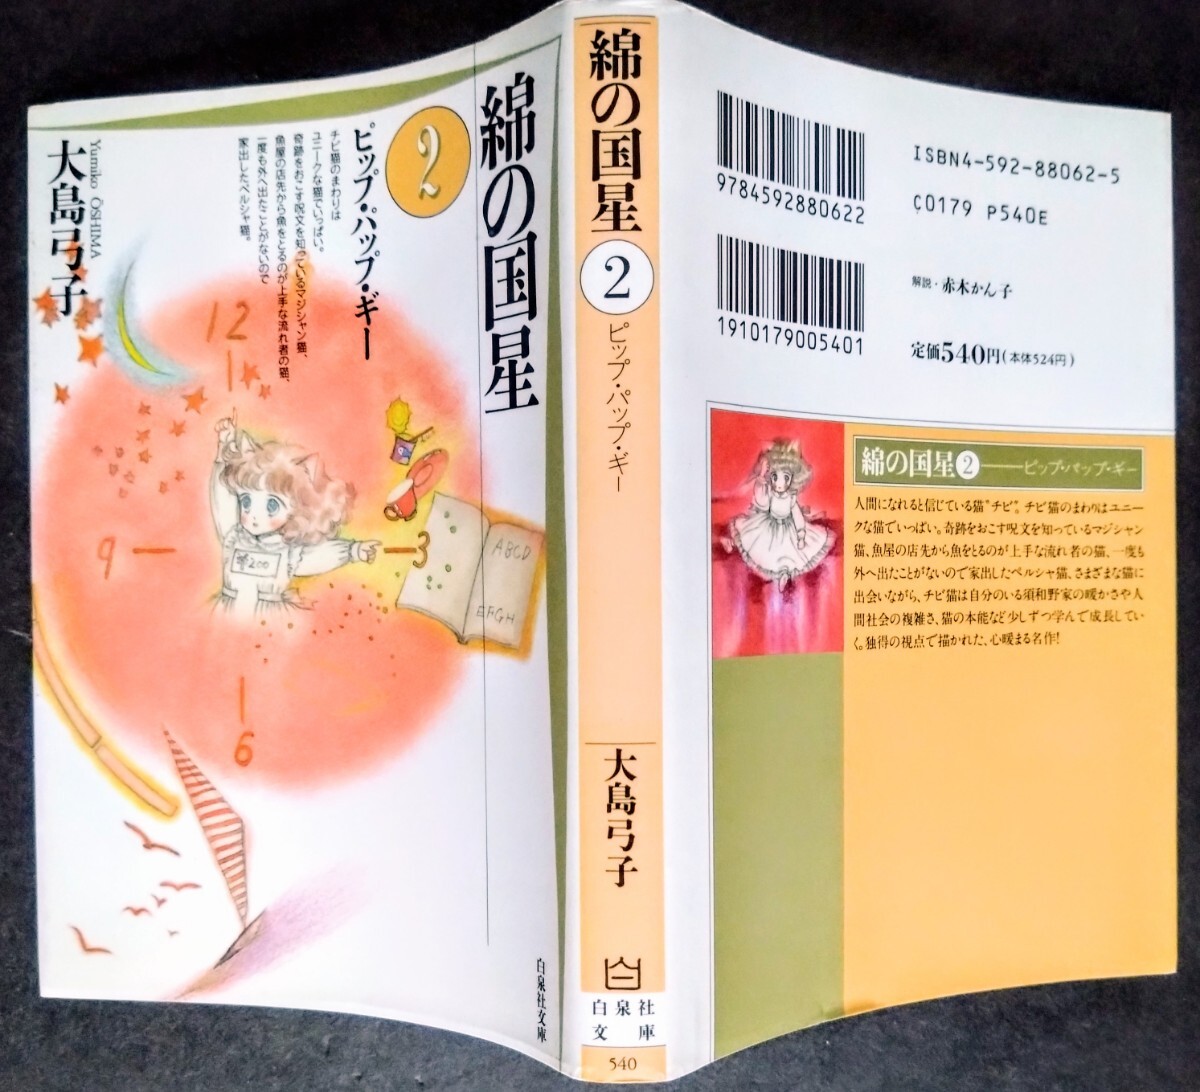 綿の国星
2
ピップ・パップ・ギー
チビ猫のまわりは
ユニークな猫でいっぱい。
奇跡をおこす呪文を知っているマジシャン猫、
魚屋の店先から魚をとるのが上手な流れ者の猫、
一度も外へ出たことがないので
家出したペルシャ猫。
Yumiko ŌSHIMA
大島弓子
12
9
3
6
200
ABCD
EFGH
白泉社文庫
綿の国星
2
ピップ・パップ・ギー
大島弓子
白
白泉社
文庫
540
9784592880622
1910179005401
ISBN4-592-88062-5
C0179 P540E
解説・赤木かん子
定価540円(本体524円)
綿の国星2――ピップ・パップ・ギー
人間になれると信じている猫“チビ”。チビ猫のまわりはユニー
クな猫でいっぱい。奇跡をおこす呪文を知っているマジシャン
猫、魚屋の店先から魚をとるのが上手な流れ者の猫、一度も
外へ出たことがないので家出したペルシャ猫、さまざまな猫に
出会いながら、チビ猫は自分のいる須和野家の暖かさや人
間社会の複雑さ、猫の本能など少しずつ学んで成長してい
く。独得の視点で描かれた、心暖まる名作!